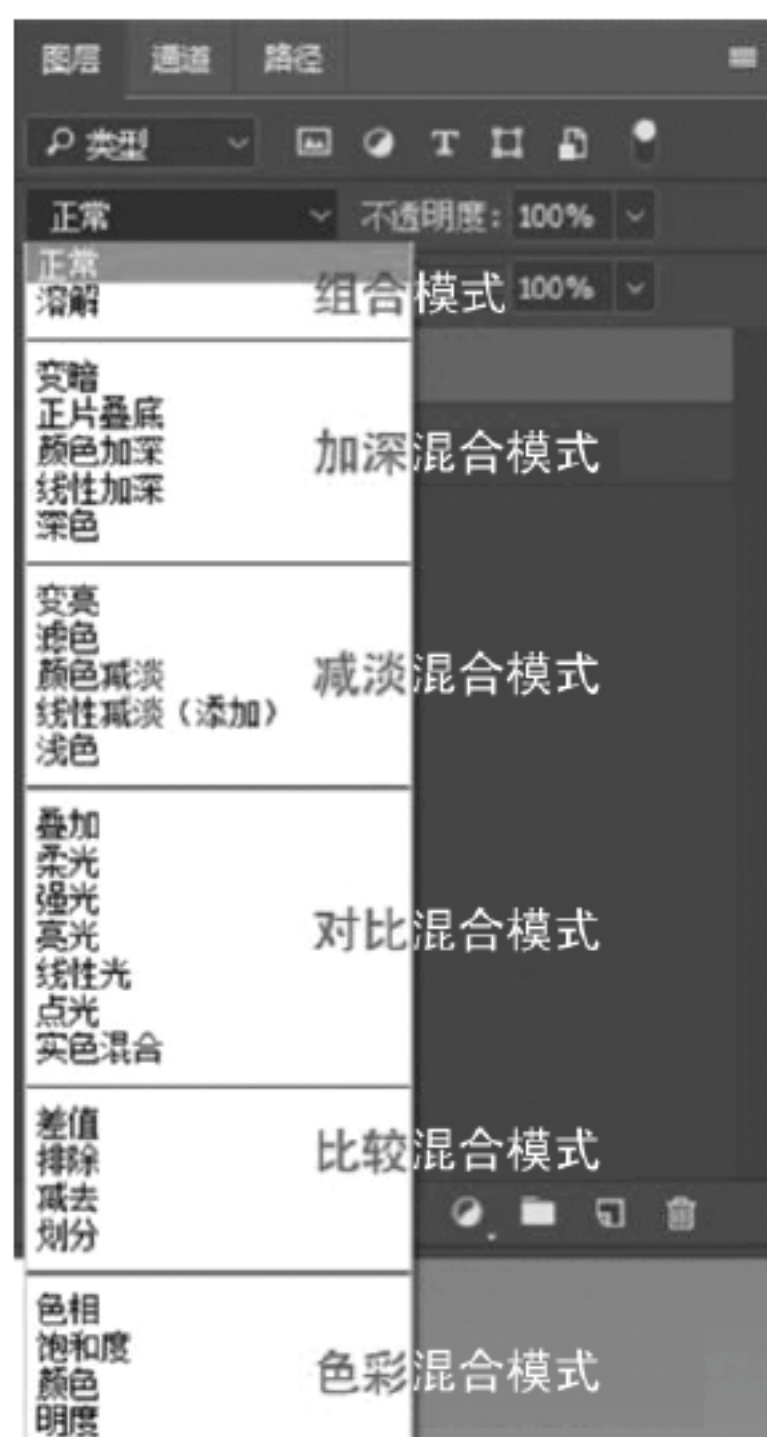 图层 通道 路径
类型
正常 不透明度: 100%
正常
溶解 组合模式 100%
变暗
正片叠底
颜色加深 加深混合模式
线性加深
深色
变亮
滤色
颜色减淡 减淡混合模式
线性减淡（添加）
浅色
叠加
柔光
强光
亮光 对比混合模式
线性光
点光
实色混合
差值
排除 比较混合模式
减去
划分
色相
饱和度
颜色 色彩混合模式
明度